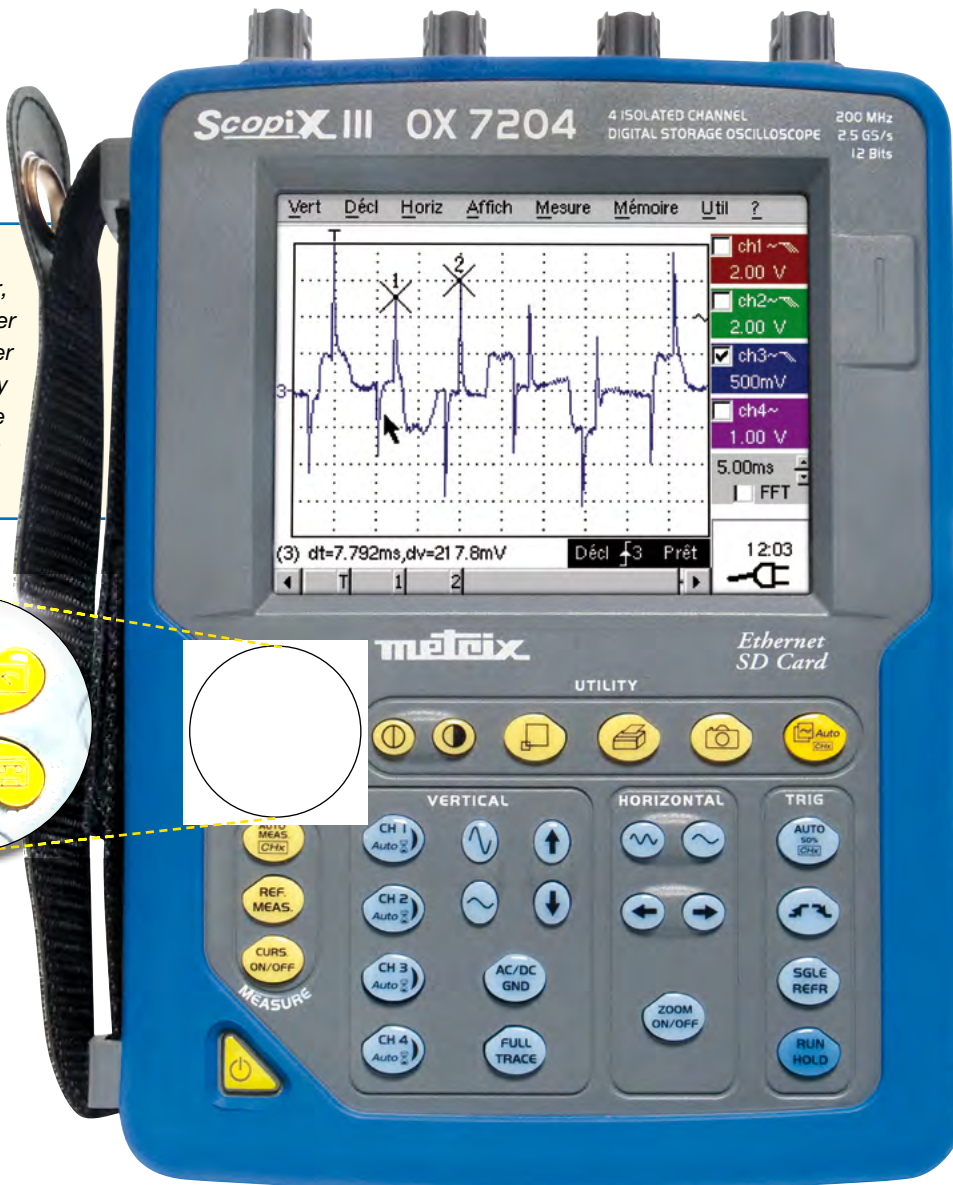 ScopiX III OX 7204
4 ISOLATED CHANNEL
DIGITAL STORAGE OSCILLOSCOPE
200 MHz
2.5 GS/s
12 Bits
Vert Décl Horiz Affich Mesure Mémoire Util ?
T
1
2
3
ch1
2.00 V
ch2
2.00 V
ch3
500mV
ch4
1.00 V
5.00ms
FFT
(3) dt=7.792ms,dv=217.8mV
Décl 3 Prêt
12:03
T 1 2
metrix
Ethernet
SD Card
UTILITY
Auto
CHx
VERTICAL
HORIZONTAL
TRIG
AUTO
MEAS.
CHx
REF.
MEAS.
CURS.
ON/OFF
MEASURE
CH 1
Auto
CH 2
Auto
CH 3
Auto
CH 4
Auto
AC/DC
GND
FULL
TRACE
ZOOM
ON/OFF
AUTO
50%
CHx
SGLE
REFR
RUN
HOLD